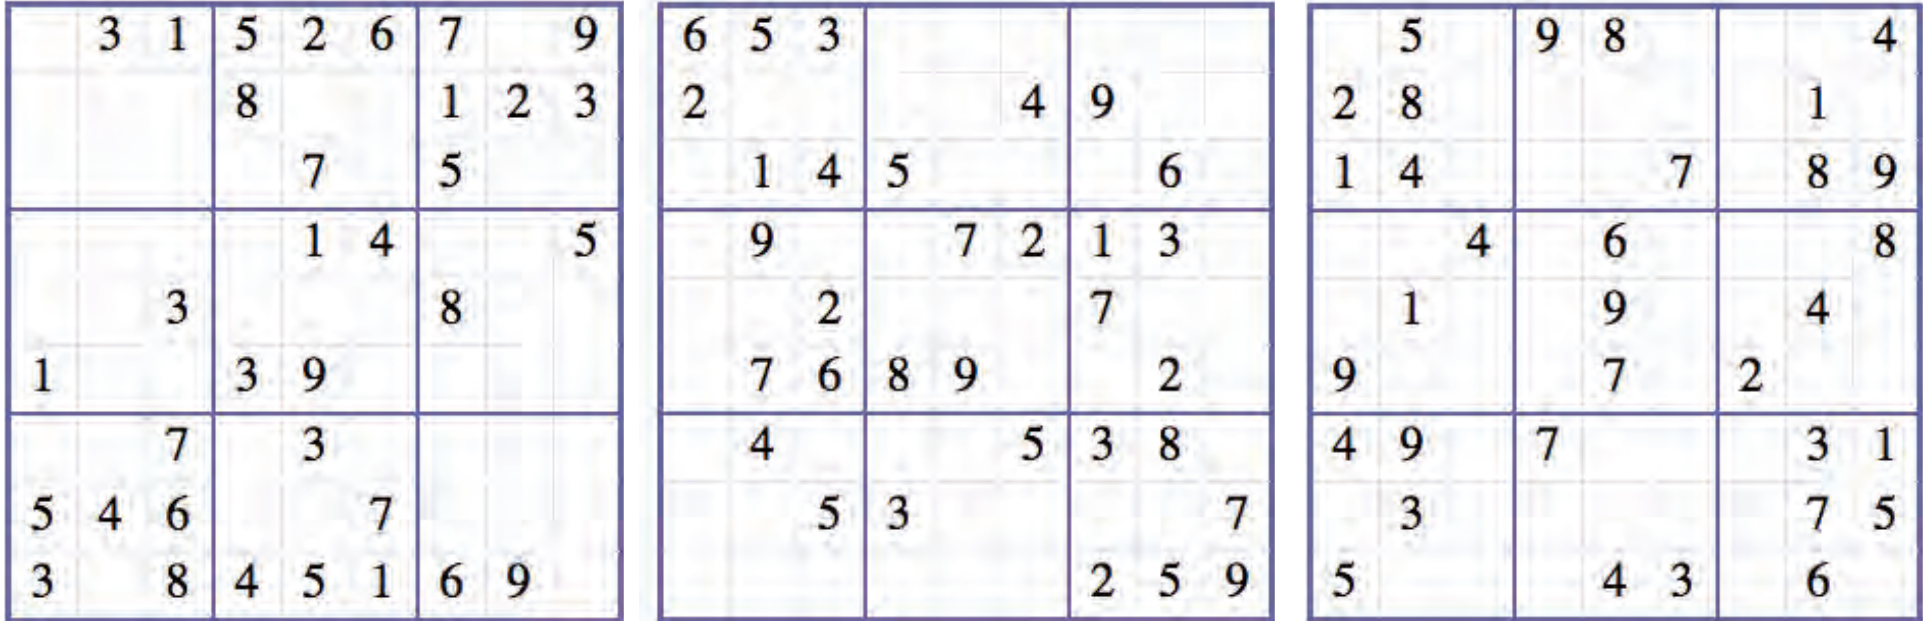 3 1 5 2 6 7 9 6 5 3 5 9 8 4
8 1 2 3 2 4 9 2 8 1
7 5 1 4 5 6 1 4 7 8 9
1 4 5 9 7 2 1 3 4 6 8
3 8 2 7 1 9 4
1 3 9 7 6 8 9 2 9 7 2
7 3 4 5 3 8 4 9 7 3 1
5 4 6 7 5 3 7 3 7 5
3 8 4 5 1 6 9 2 5 9 5 4 3 6